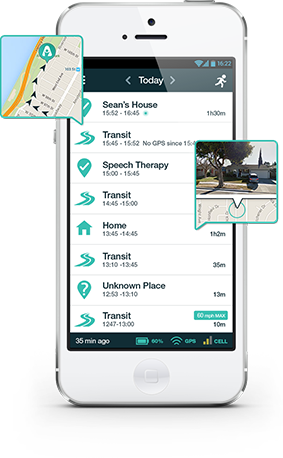 16:22
Today
Sean's House
15:52 - 16:45
1h30m
Transit
15:45 - 15:52 No GPS since 15:4
Speech Therapy
15:00 - 15:45
Transit
14:45 -15:00
Home
13:45 -14:45
1h2m
Transit
13:10 -13:45
35m
Unknown Place
12:53 -13:10
13m
Transit
60 mph MAX
1247-13:00
10m
35 min ago
60%
GPS
CELL